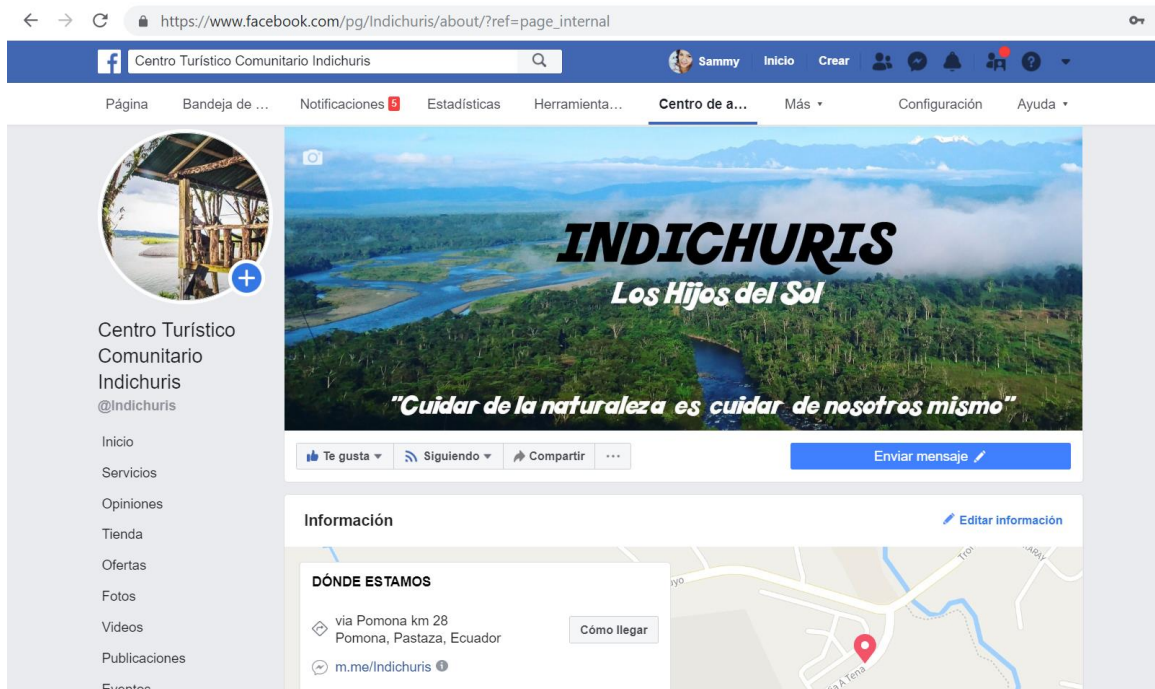 https://www.facebook.com/pg/Indichuris/about/?ref=page_internal
Centro Turístico Comunitario Indichuris
Sammy Inicio Crear
Página Bandeja de ... Notificaciones 5 Estadísticas Herramienta... Centro de a... Más Configuración Ayuda
INDICHURIS
Los Hijos del Sol
"Cuidar de la naturaleza es cuidar de nosotros mismo"
Centro Turístico
Comunitario
Indichuris
@Indichuris
Inicio
Servicios
Opiniones
Tienda
Ofertas
Fotos
Videos
Publicaciones
Eventos
Te gusta Siguiendo Compartir ... Enviar mensaje
Información Editar información
DÓNDE ESTAMOS
via Pomona km 28
Pomona, Pastaza, Ecuador
Cómo llegar
m.me/Indichuris